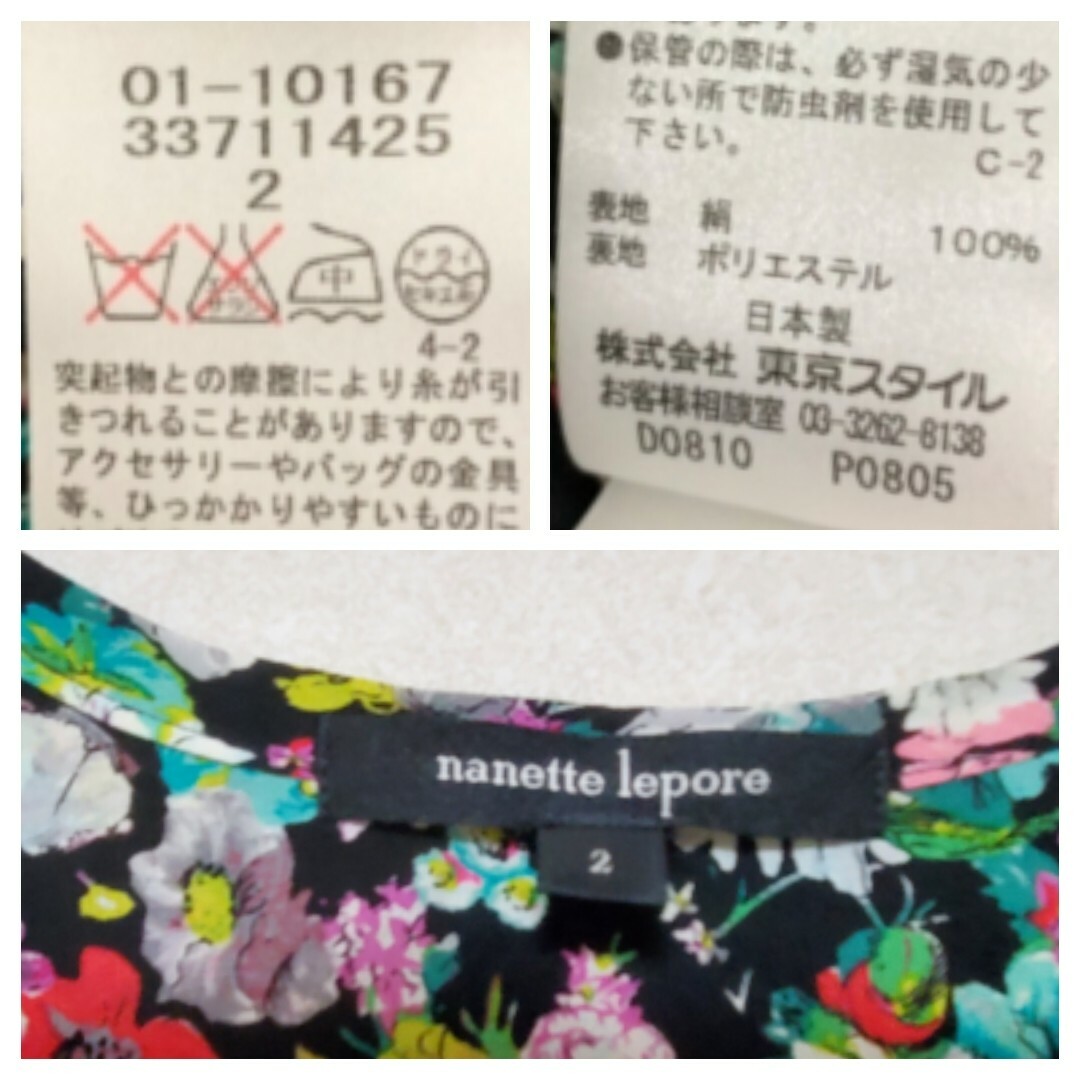 01-10167
33711425
2
中
ドライ
セキユ系
4-2
突起物との摩擦により糸が引
きつれることがありますので、
アクセサリーやバッグの金具
等、ひっかかりやすいものに
●保管の際は、必ず湿気の少
ない所で防虫剤を使用して
下さい。
C-2
表地 絹 100%
裏地 ポリエステル
日本製
株式会社 東京スタイル
お客様相談室 03-3262-8138
D0810 P0805
nanette lepore
2